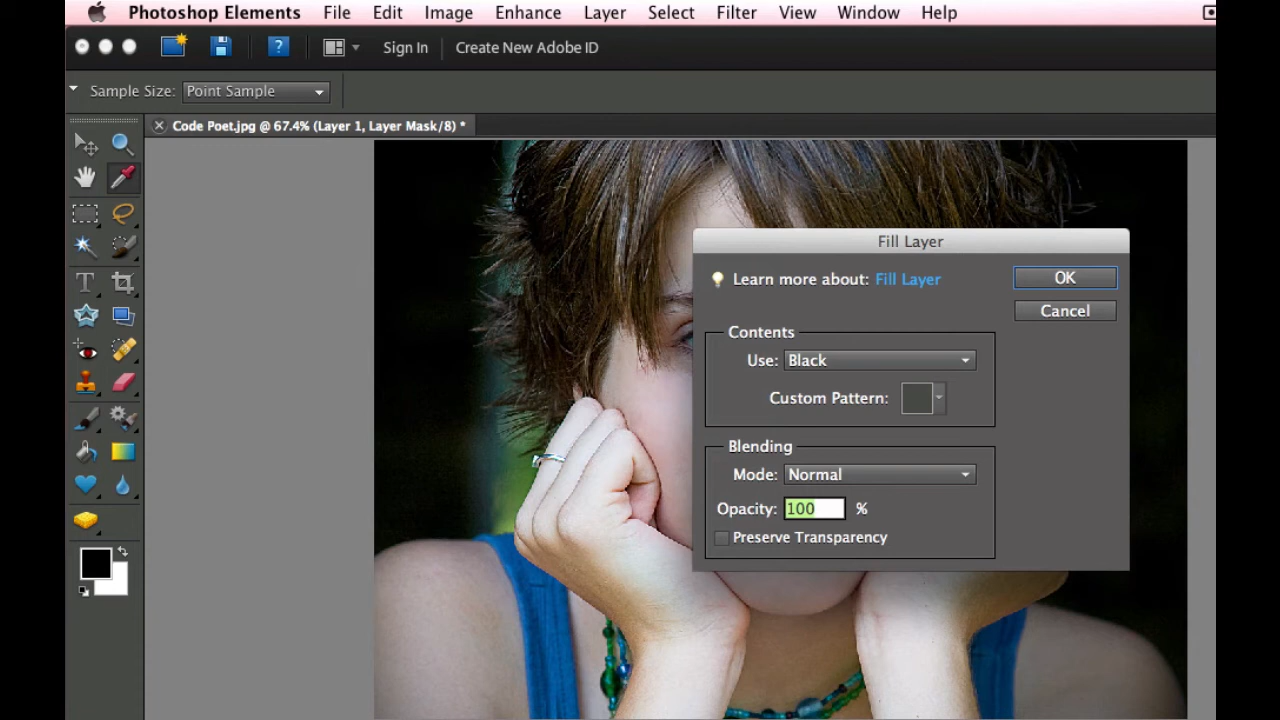 Photoshop Elements File Edit Image Enhance Layer Select Filter View Window Help
? Sign In Create New Adobe ID
Sample Size: Point Sample
Code Poet.jpg @ 67.4% (Layer 1, Layer Mask/8) *
Fill Layer
Learn more about: Fill Layer OK
Cancel
Contents
Use: Black
Custom Pattern:
Blending
Mode: Normal
Opacity: 100 %
Preserve Transparency
T